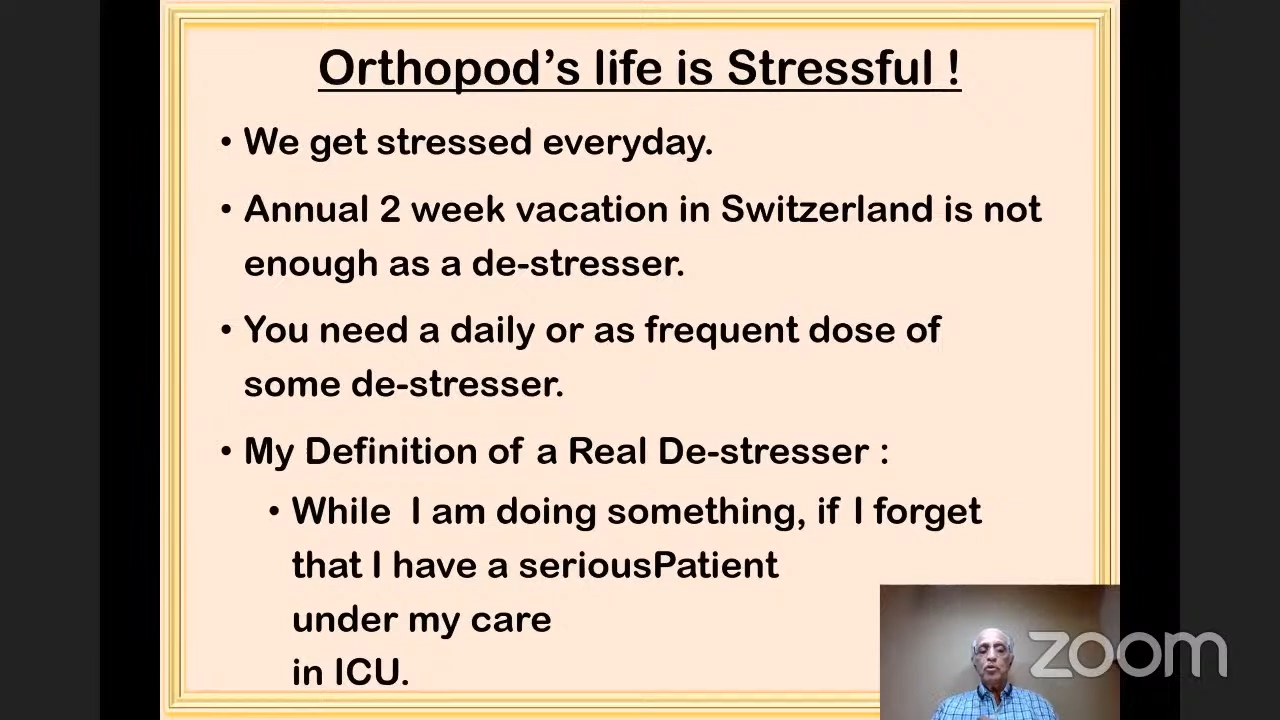 Orthopod’s life is Stressful !
• We get stressed everyday.
• Annual 2 week vacation in Switzerland is not
enough as a de-stresser.
• You need a daily or as frequent dose of
some de-stresser.
• My Definition of a Real De-stresser :
• While I am doing something, if I forget
that I have a seriousPatient
under my care
in ICU.
zoom